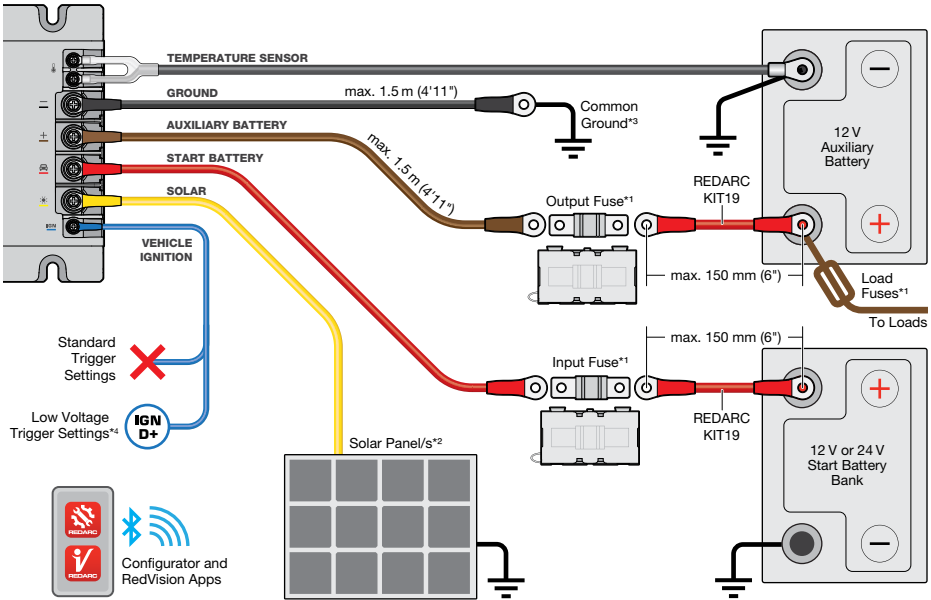 TEMPERATURE SENSOR
GROUND
max. 1.5 m (4'11")
Common
Ground*3
AUXILIARY BATTERY
max. 1.5 m (4'11")
START BATTERY
SOLAR
IGN
VEHICLE
IGNITION
12 V
Auxiliary
Battery
REDARC
KIT19
Output Fuse*1
max. 150 mm (6")
Load
Fuses*1
To Loads
Standard
Trigger
Settings
Low Voltage
Trigger Settings*4
IGN
D+
Input Fuse*1
max. 150 mm (6")
REDARC
KIT19
12 V or 24 V
Start Battery
Bank
Solar Panel/s*2
REDARC
REDARC
Configurator and
RedVision Apps